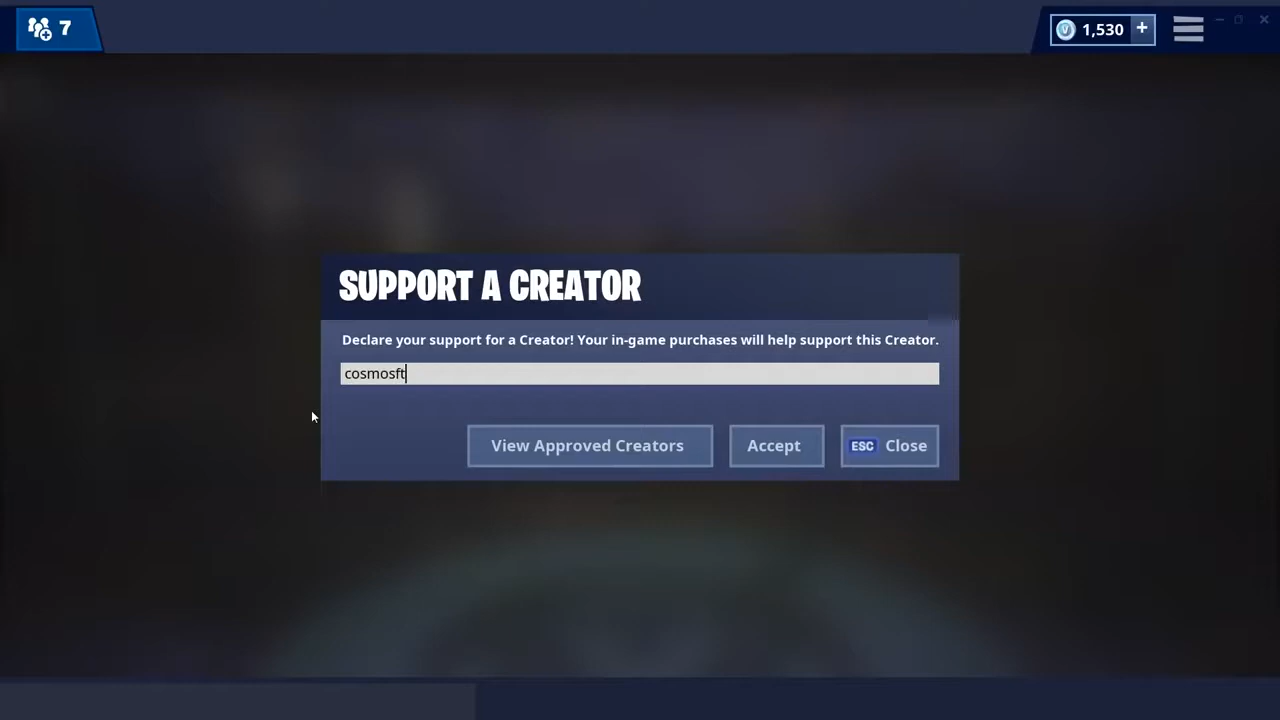 7
1,530 +
SUPPORT A CREATOR
Declare your support for a Creator! Your in-game purchases will help support this Creator.
cosmosft
View Approved Creators
Accept
ESC Close